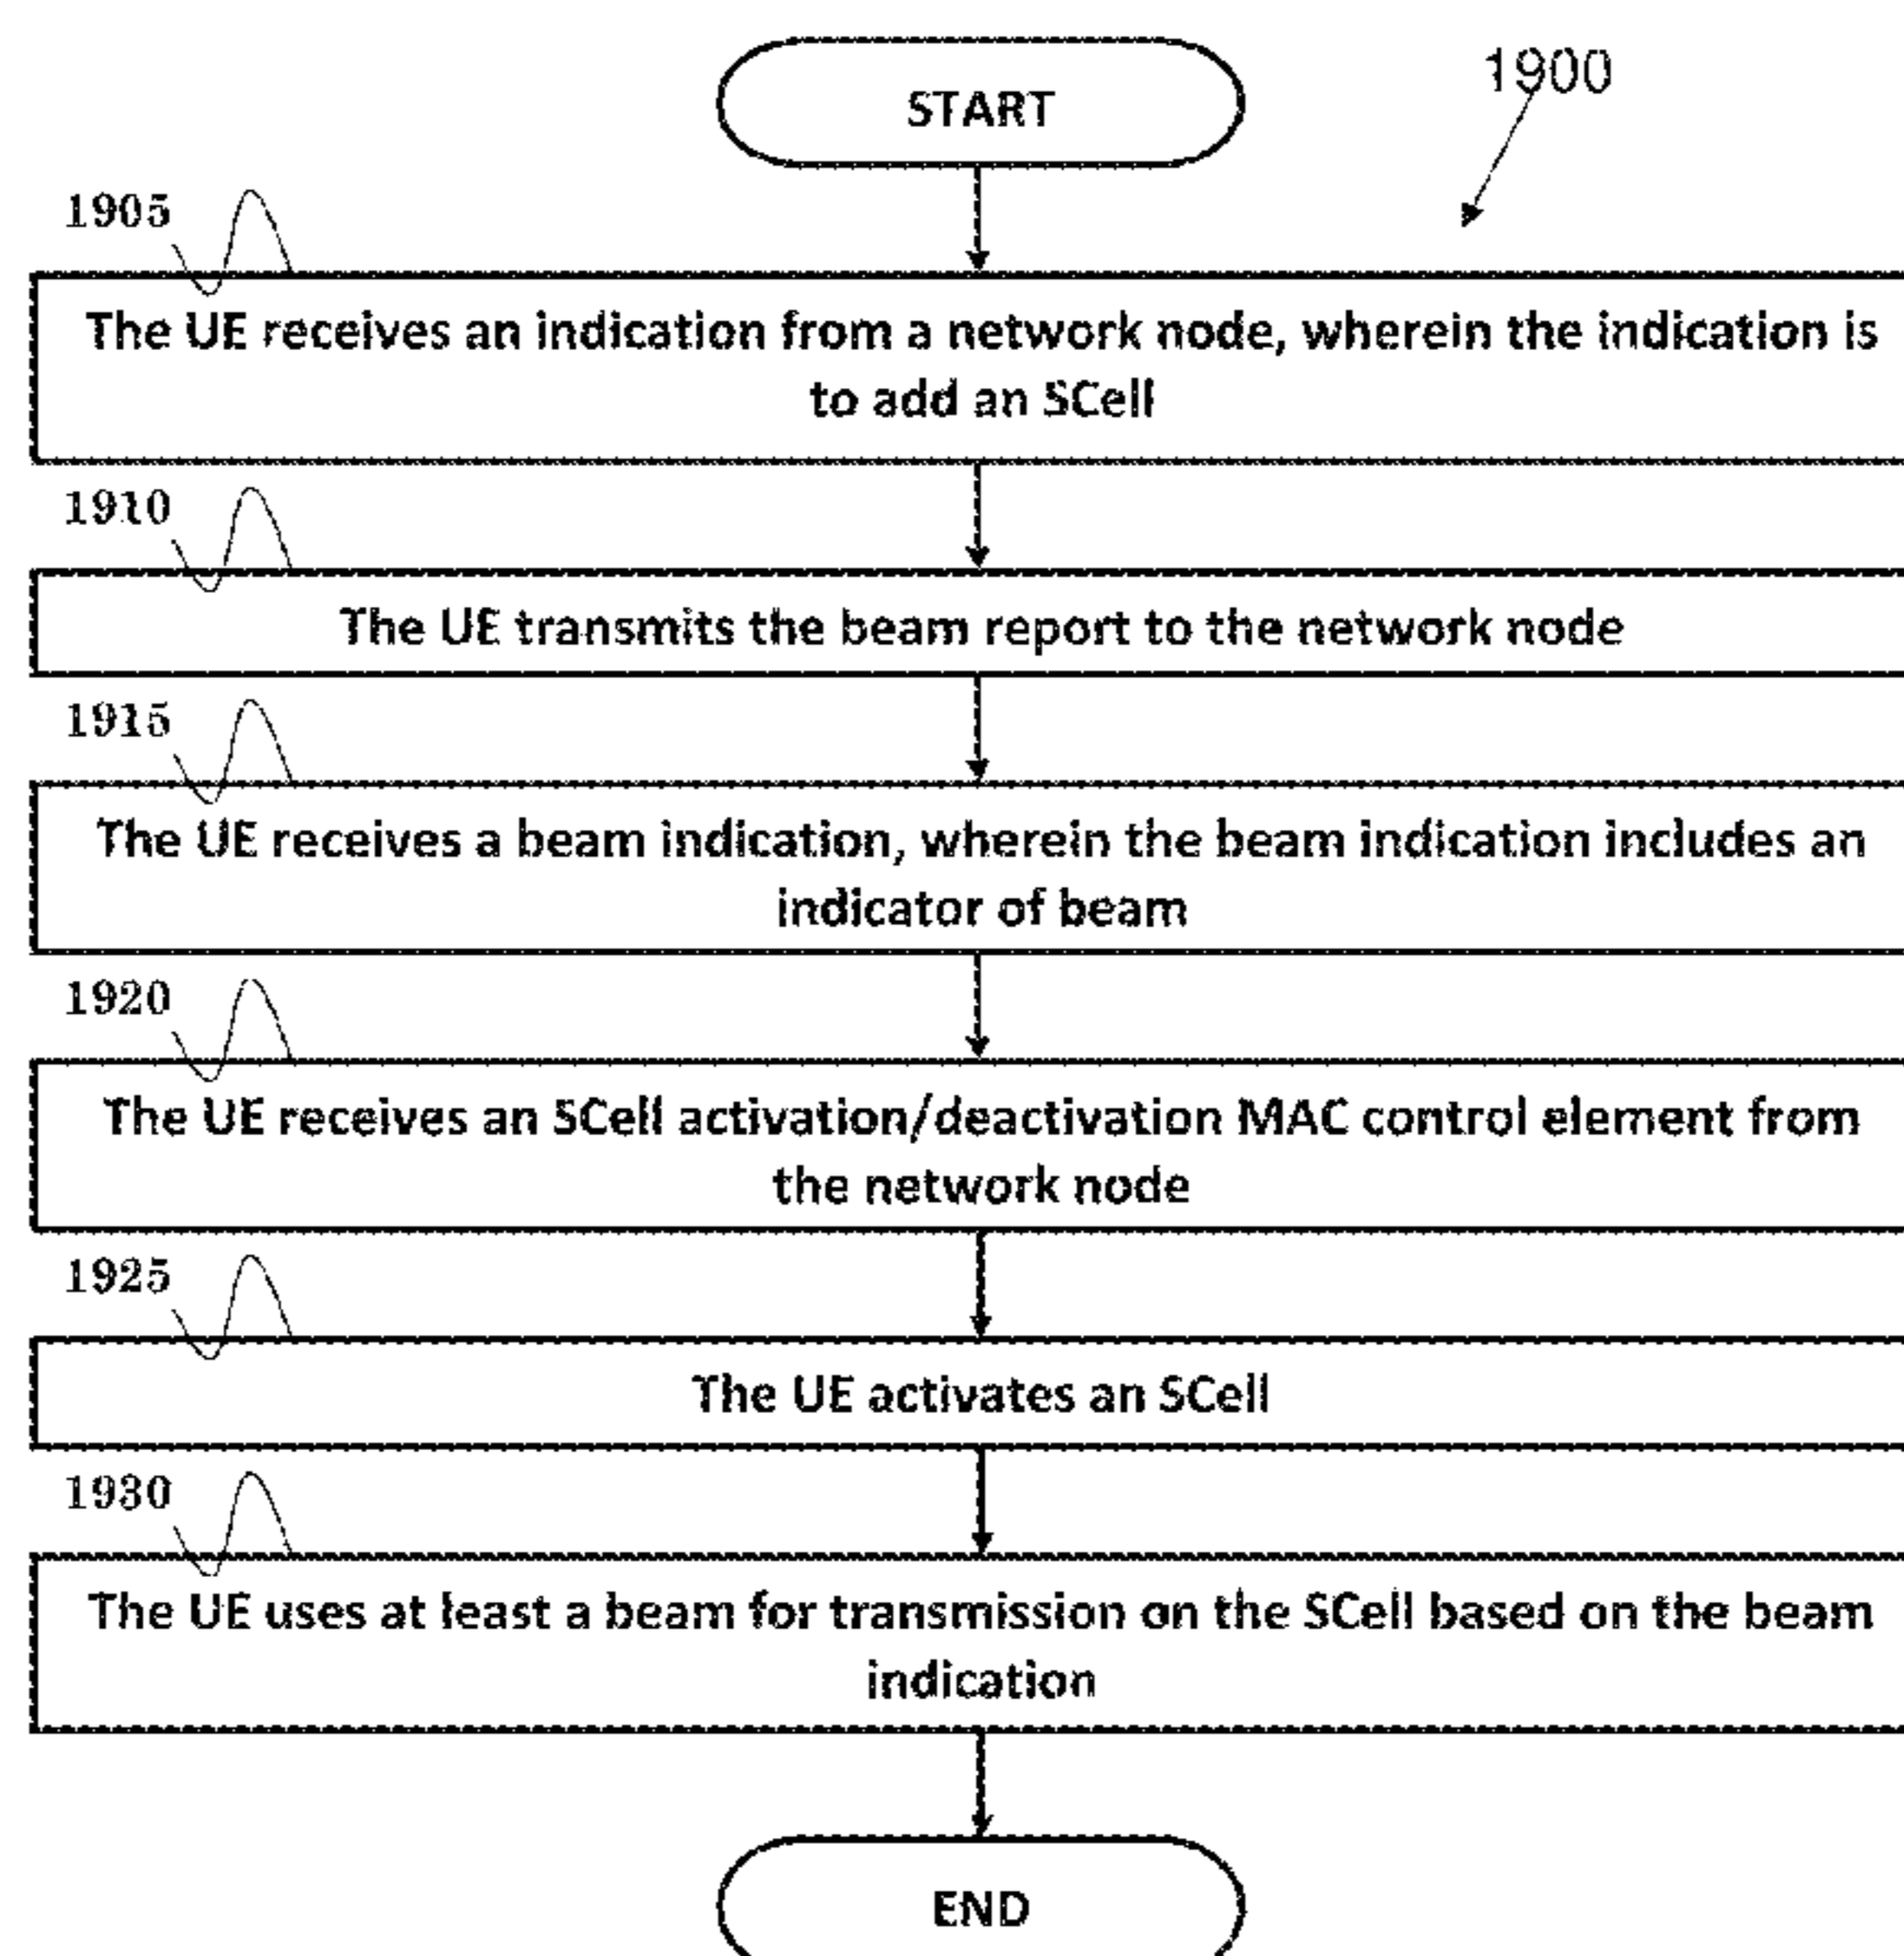 START
1900
1905
The UE receives an indication from a network node, wherein the indication is
to add an SCell
1910
The UE transmits the beam report to the network node
1915
The UE receives a beam indication, wherein the beam indication includes an
indicator of beam
1920
The UE receives an SCell activation/deactivation MAC control element from
the network node
1925
The UE activates an SCell
1930
The UE uses at least a beam for transmission on the SCell based on the beam
indication
END